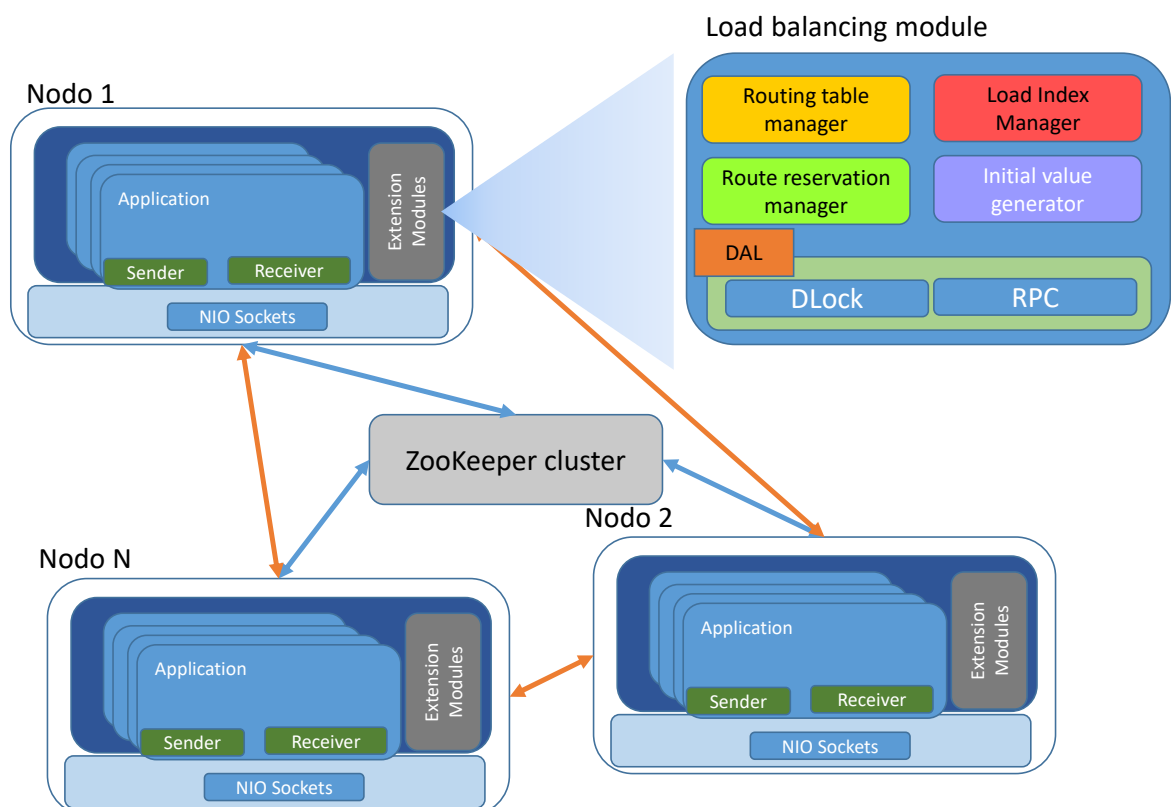 Load balancing module
Routing table
manager
Load Index
Manager
Route reservation
manager
Initial value
generator
DAL
DLock
RPC
Nodo 1
Application
Extension
Modules
Sender
Receiver
NIO Sockets
ZooKeeper cluster
Nodo 2
Application
Extension
Modules
Sender
Receiver
NIO Sockets
Nodo N
Application
Extension
Modules
Sender
Receiver
NIO Sockets